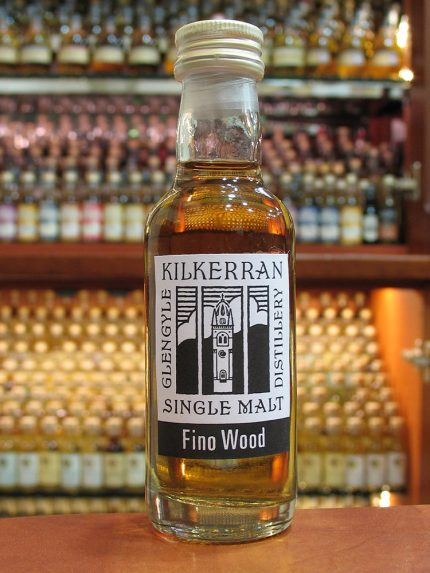 KILKERRAN
GLENGYLE
DISTILLERY
SINGLE MALT
Fino Wood